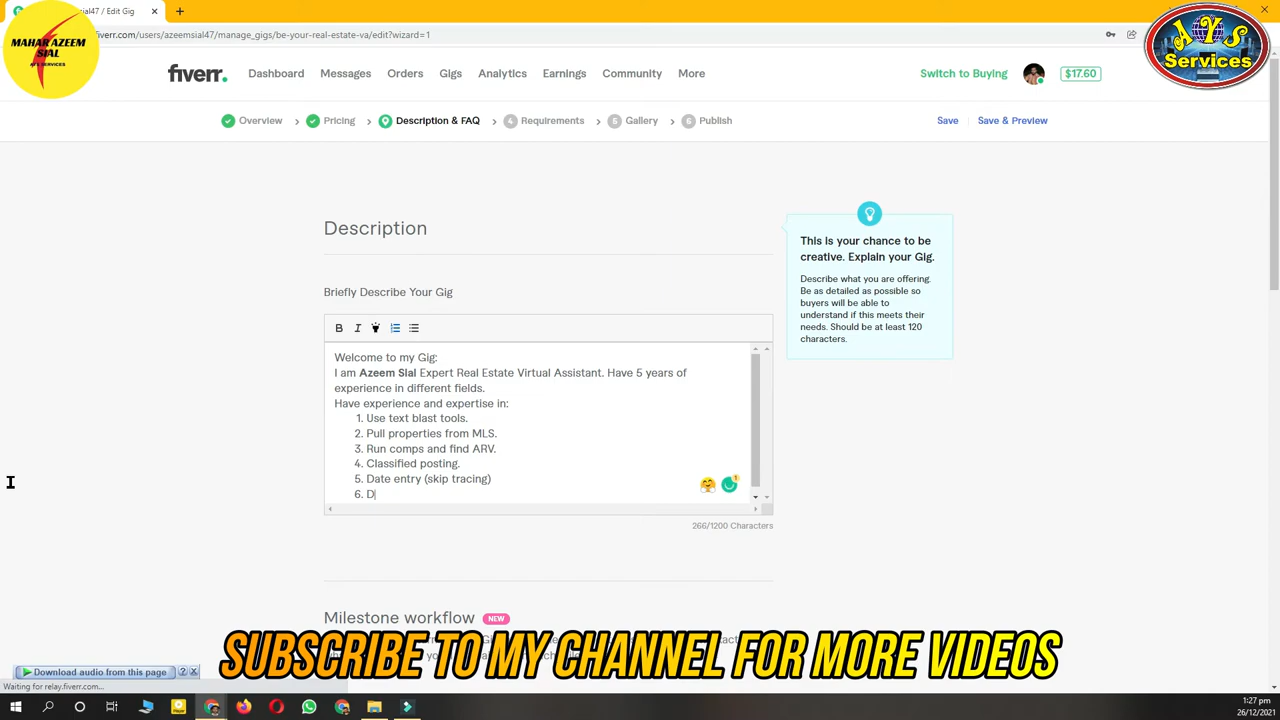 sial47 / Edit Gig
MAHAR AZEEM
SIAL
AYS SERVICES
fiverr.com/users/azeemsial47/manage_gigs/be-your-real-estate-va/edit?wizard=1
AYS
Services
fiverr.
Dashboard
Messages
Orders
Gigs
Analytics
Earnings
Community
More
Switch to Buying
$17.60
Overview
Pricing
Description & FAQ
4 Requirements
5 Gallery
6 Publish
Save
Save & Preview
Description
This is your chance to be
creative. Explain your Gig.
Describe what you are offering.
Be as detailed as possible so
buyers will be able to
understand if this meets their
needs. Should be at least 120
characters.
Briefly Describe Your Gig
B I
Welcome to my Gig:
I am Azeem Sial Expert Real Estate Virtual Assistant. Have 5 years of
experience in different fields.
Have experience and expertise in:
1. Use text blast tools.
2. Pull properties from MLS.
3. Run comps and find ARV.
4. Classified posting.
5. Date entry (skip tracing)
6. D
1
266/1200 Characters
Milestone workflow NEW
SUBSCRIBE TO MY CHANNEL FOR MORE VIDEOS
Download audio from this page ? X
Waiting for relay.fiverr.com...
1:27 pm
26/12/2021